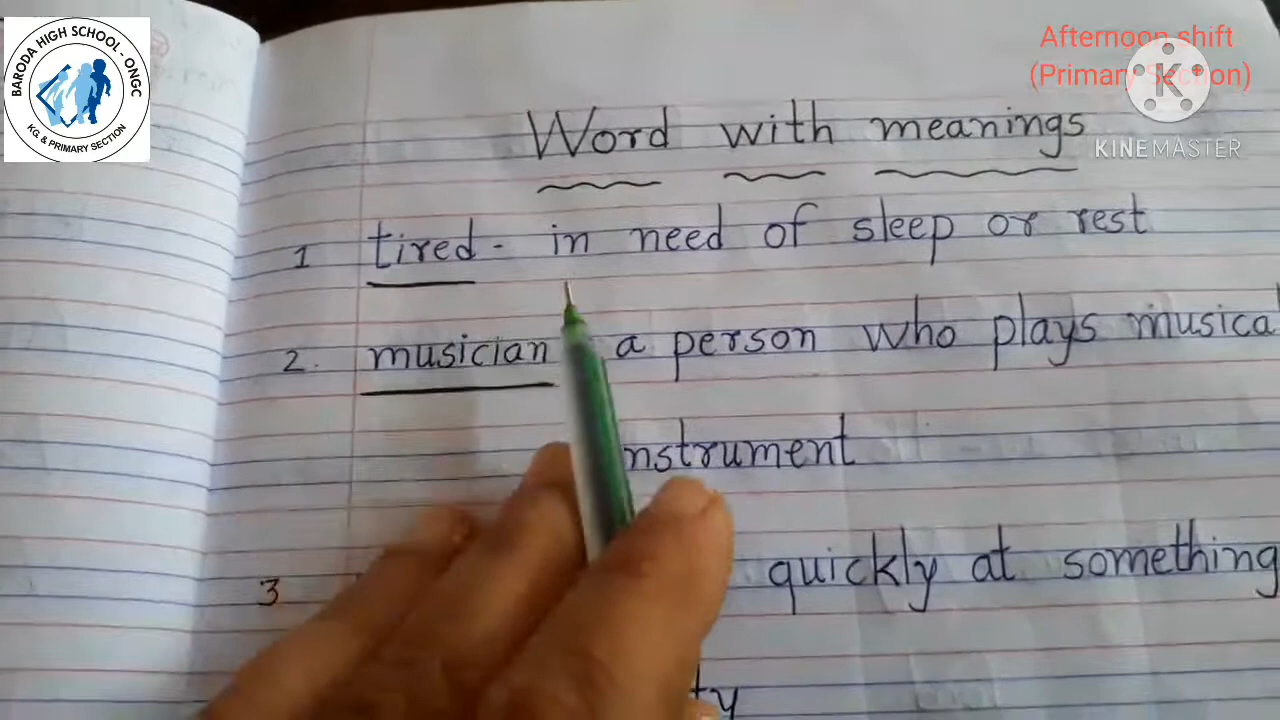 BARODA HIGH SCHOOL - ONGC
KG. & PRIMARY SECTION
Afternoon shift
(Primary Section)
KINEMASTER
Word with meanings
1 tired - in need of sleep or rest
2. musician a person who plays musica
nstrument
3 quickly at something
ty